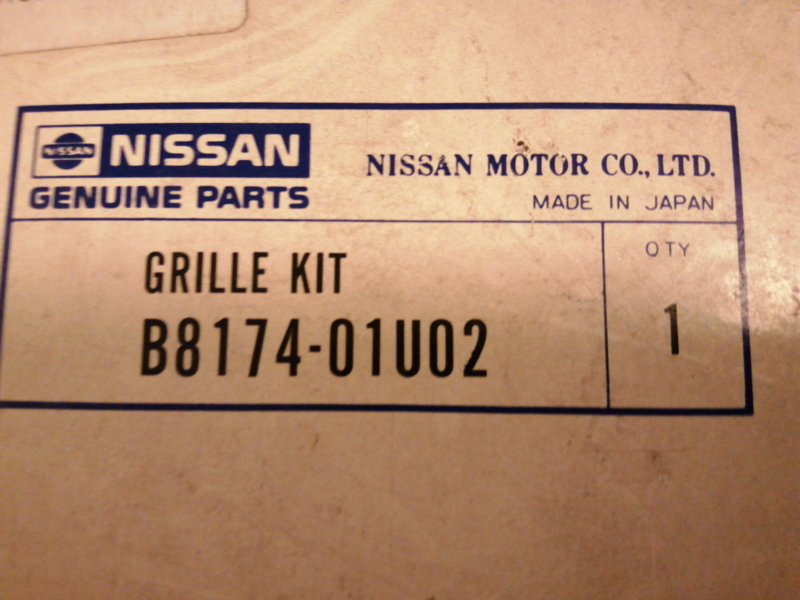 NISSAN
NISSAN
GENUINE PARTS
NISSAN MOTOR CO., LTD.
MADE IN JAPAN
GRILLE KIT
B8174-01U02
QTY
1